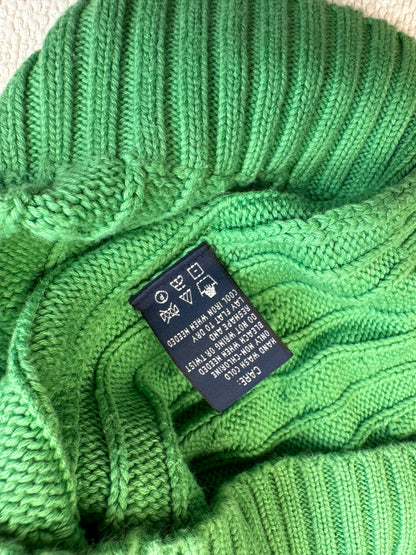 CARE:
HAND WASH COLD
ONLY NON-CHLORINE
BLEACH WHEN NEEDED
DO NOT WRING OR TWIST
RESHAPE AND
LAY FLAT TO DRY
COOL IRON WHEN NEEDED